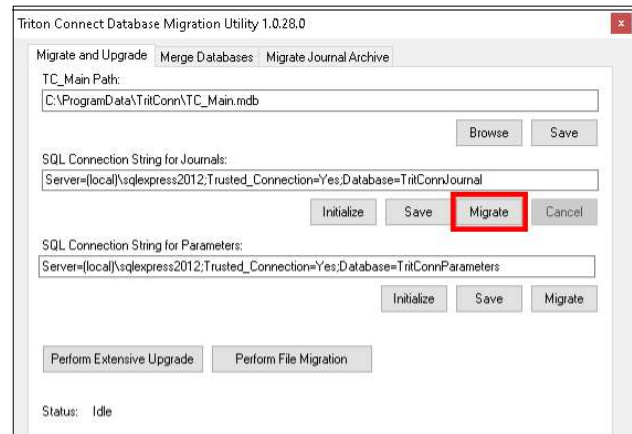 Triton Connect Database Migration Utility 1.0.28.0 x
Migrate and Upgrade Merge Databases Migrate Journal Archive
TC_Main Path:
C:\ProgramData\TritConn\TC_Main.mdb
Browse Save
SQL Connection String for Journals:
Server=(local)\sqlexpress2012;Trusted_Connection=Yes;Database=TritConnJournal
Initialize Save Migrate Cancel
SQL Connection String for Parameters:
Server=(local)\sqlexpress2012;Trusted_Connection=Yes;Database=TritConnParameters
Initialize Save Migrate
Perform Extensive Upgrade Perform File Migration
Status: Idle